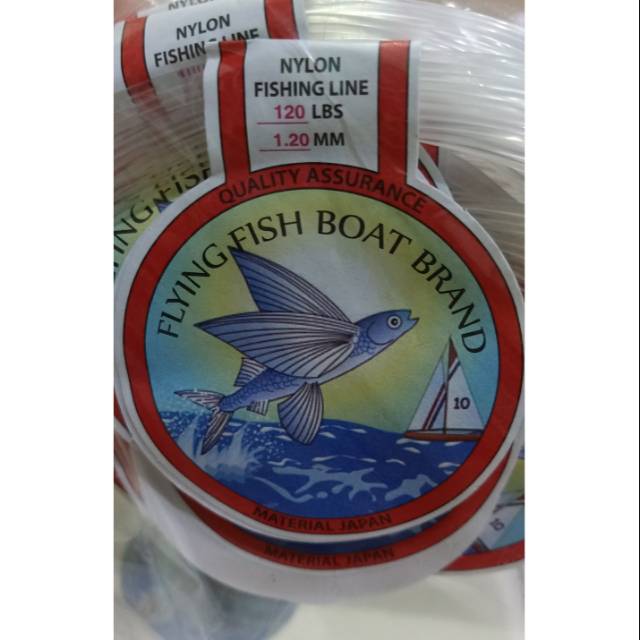 NYLON
FISHING LINE
NYLON
FISHING LINE
120 LBS
1.20 MM
QUALITY ASSURANCE
FLYING FISH BOAT BRAND
10
MATERIAL JAPAN
MATERIAL JAPAN